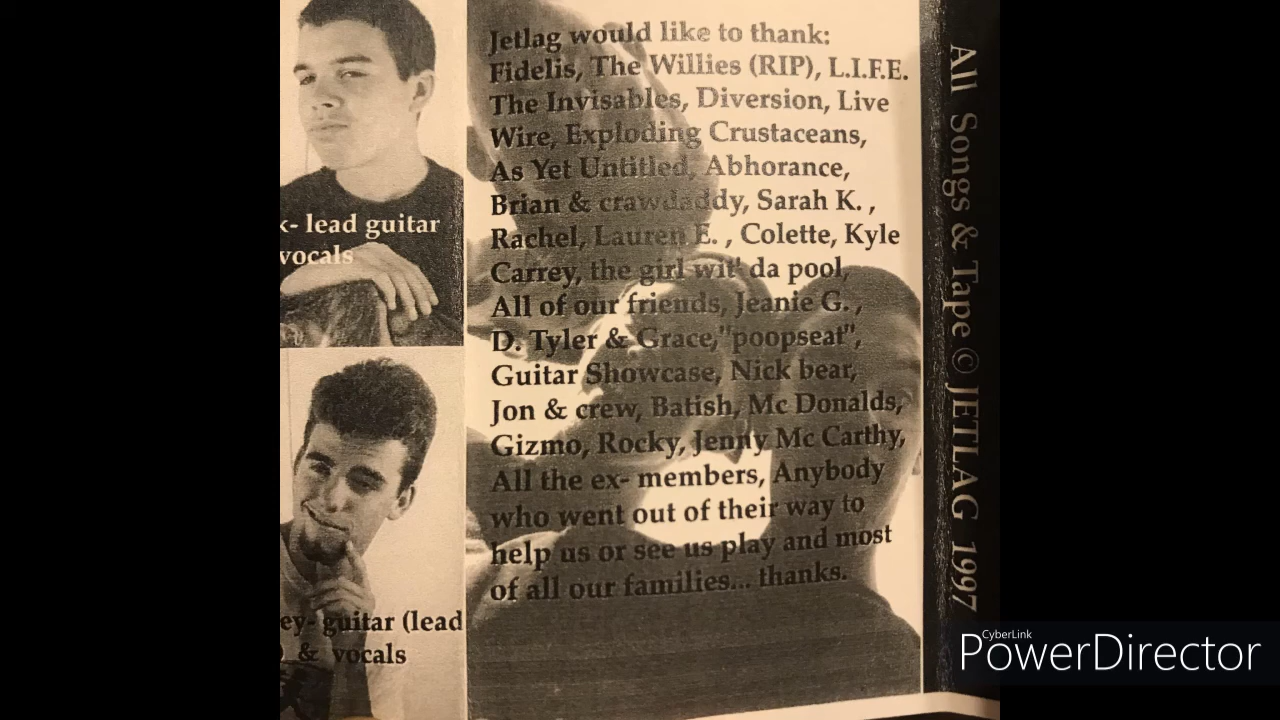 k- lead guitar
vocals
ey- guitar (lead
) & vocals
Jetlag would like to thank:
Fidelis, The Willies (RIP), L.I.F.E.
The Invisables, Diversion, Live
Wire, Exploding Crustaceans,
As Yet Untitled, Abhorance,
Brian & crawdaddy, Sarah K. ,
Rachel, Lauren E. , Colette, Kyle
Carrey, the girl wit' da pool,
All of our friends, Jeanie G. ,
D. Tyler & Grace,"poopseat",
Guitar Showcase, Nick bear,
Jon & crew, Batish, Mc Donalds,
Gizmo, Rocky, Jenny Mc Carthy,
All the ex- members, Anybody
who went out of their way to
help us or see us play and most
of all our families... thanks.
All Songs & Tape © JETLAG 1997
CyberLink
PowerDirector